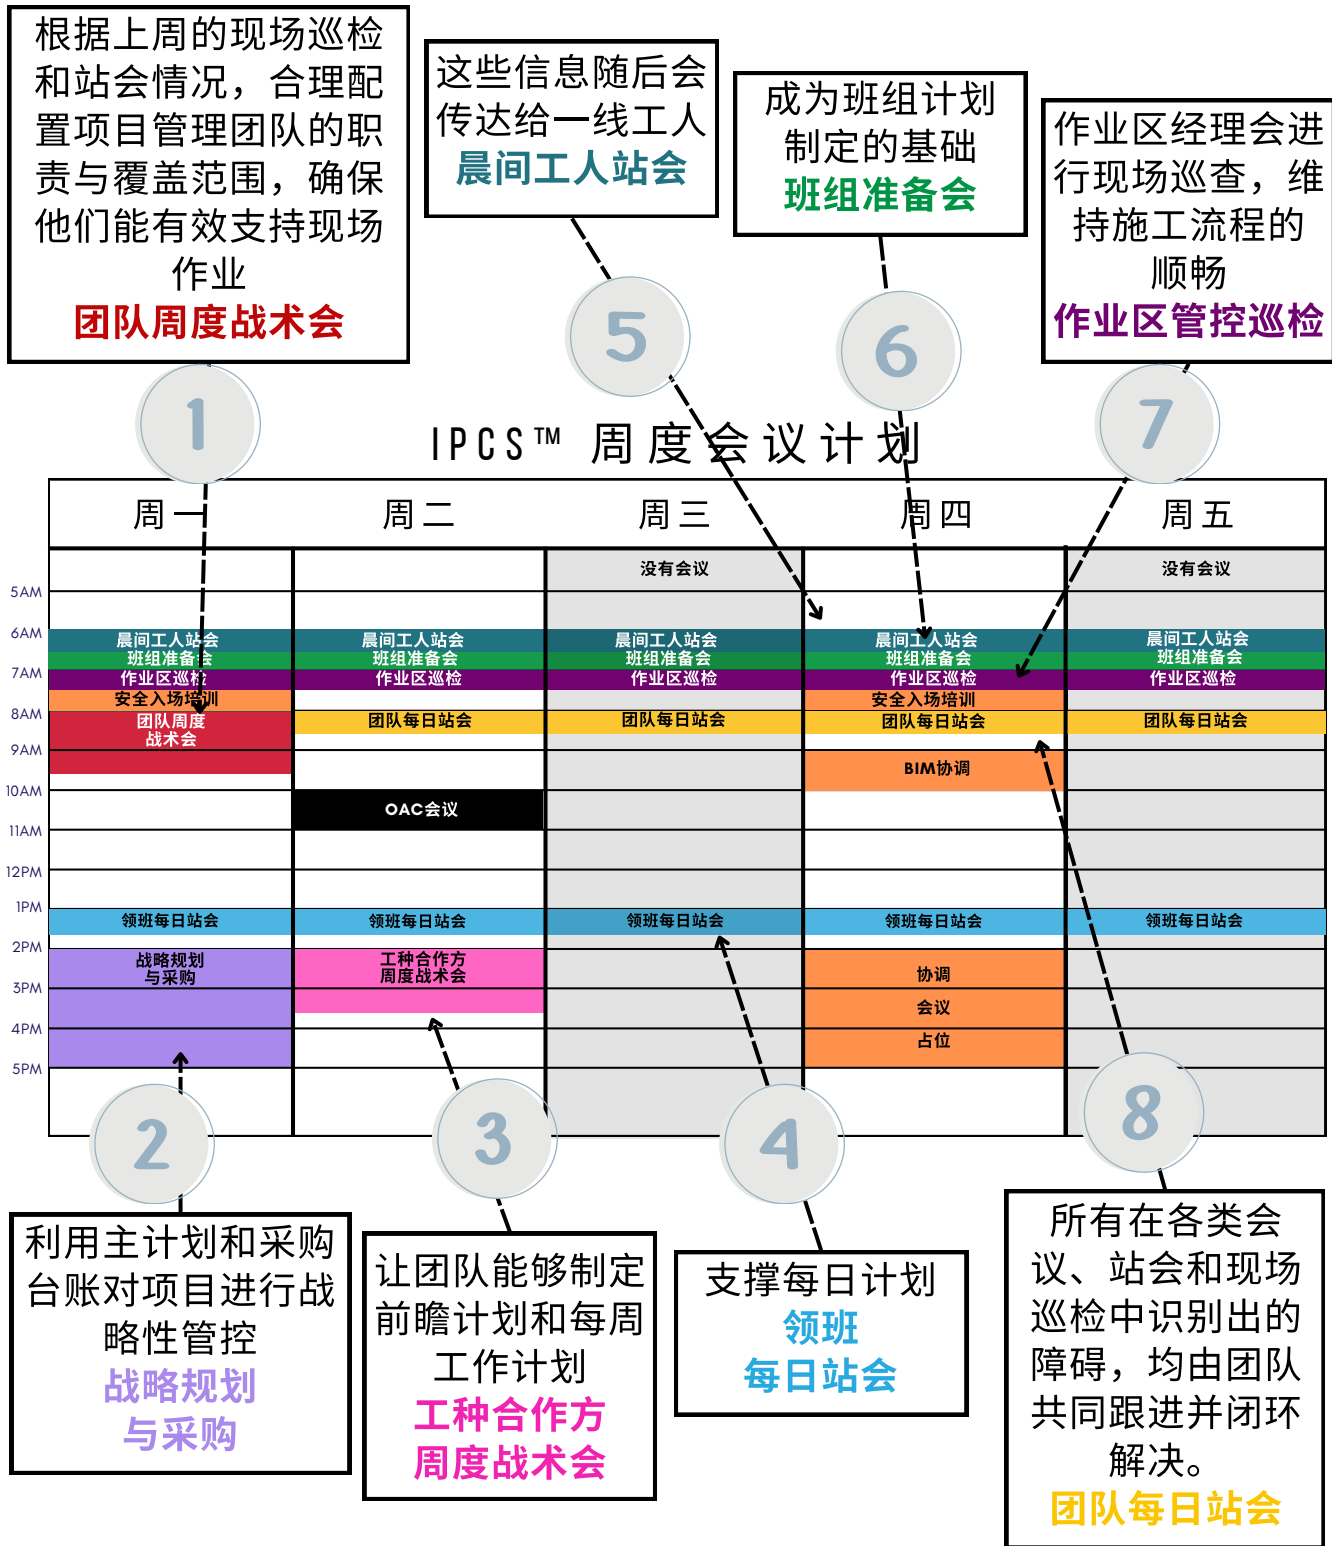 根据上周的现场巡检
和站会情况，合理配
置项目管理团队的职
责与覆盖范围，确保
他们能有效支持现场
作业
团队周度战术会
这些信息随后会
传达给一线工人
晨间工人站会
成为班组计划
制定的基础
班组准备会
作业区经理会进
行现场巡查，维
持施工流程的
顺畅
作业区管控巡检
1
5
6
7
IPCS™ 周度会议计划
周一 周二 周三 周四 周五
没有会议 没有会议
5AM
6AM
晨间工人站会 晨间工人站会 晨间工人站会 晨间工人站会 晨间工人站会
班组准备会 班组准备会 班组准备会 班组准备会 班组准备会
7AM
作业区巡检 作业区巡检 作业区巡检 作业区巡检 作业区巡检
安全入场培训 安全入场培训
8AM
团队周度 团队每日站会 团队每日站会 团队每日站会 团队每日站会
战术会
9AM
BIM协调
10AM
OAC会议
11AM
12PM
1PM
领班每日站会 领班每日站会 领班每日站会 领班每日站会 领班每日站会
2PM
战略规划 工种合作方
与采购 周度战术会
协调
3PM
会议
4PM
占位
5PM
2
3
4
8
利用主计划和采购
台账对项目进行战
略性管控
战略规划
与采购
让团队能够制定
前瞻计划和每周
工作计划
工种合作方
周度战术会
支撑每日计划
领班
每日站会
所有在各类会
议、站会和现场
巡检中识别出的
障碍，均由团队
共同跟进并闭环
解决。
团队每日站会